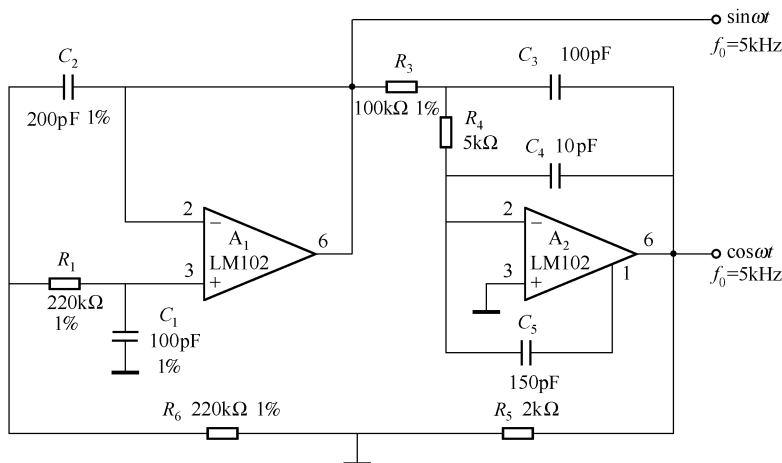 sinωt
f₀=5kHz
C₂
200pF 1%
R₃
100kΩ 1%
C₃ 100pF
R₄
5kΩ
C₄ 10pF
2
−
A₁
LM102
3
+
6
R₁
220kΩ
1%
C₁
100pF
1%
2
−
A₂
LM102
3
+
6
1
cosωt
f₀=5kHz
C₅
150pF
R₆ 220kΩ 1%
R₅ 2kΩ